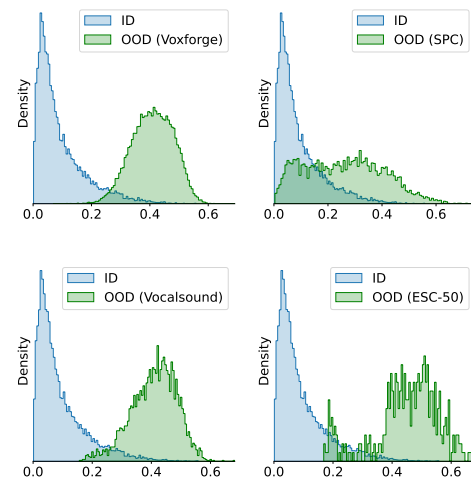 ID
OOD (Voxforge)
Density
0.0 0.2 0.4 0.6
ID
OOD (SPC)
Density
0.0 0.2 0.4 0.6
ID
OOD (Vocalsound)
Density
0.0 0.2 0.4 0.6
ID
OOD (ESC-50)
Density
0.0 0.2 0.4 0.6